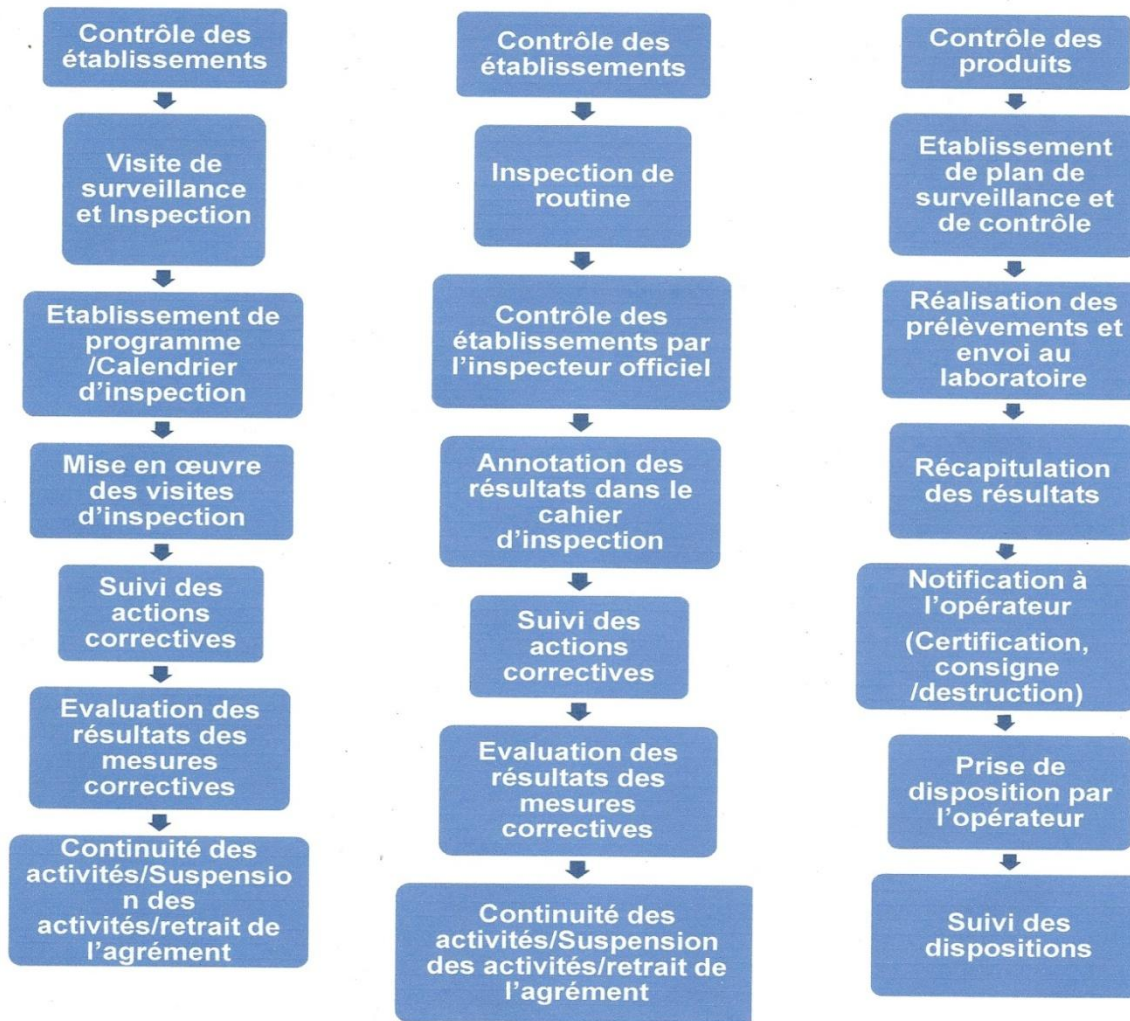 Contrôle des
établissements
Visite de
surveillance
et Inspection
Etablissement de
programme
/Calendrier
d'inspection
Mise en œuvre
des visites
d'inspection
Suivi des
actions
correctives
Evaluation des
résultats des
mesures
correctives
Continuité des
activités/Suspensio
n des
activités/retrait de
l'agrément
Contrôle des
établissements
Inspection de
routine
Contrôle des
établissements par
l'inspecteur officiel
Annotation des
résultats dans le
cahier
d'inspection
Suivi des
actions
correctives
Evaluation des
résultats des
mesures
correctives
Continuité des
activités/Suspension
des activités/retrait de
l'agrément
Contrôle des
produits
Etablissement
de plan de
surveillance et
de contrôle
Réalisation des
prélèvements et
envoi au
laboratoire
Récapitulation
des résultats
Notification à
l'opérateur
(Certification,
consigne
/destruction)
Prise de
disposition par
l'opérateur
Suivi des
dispositions